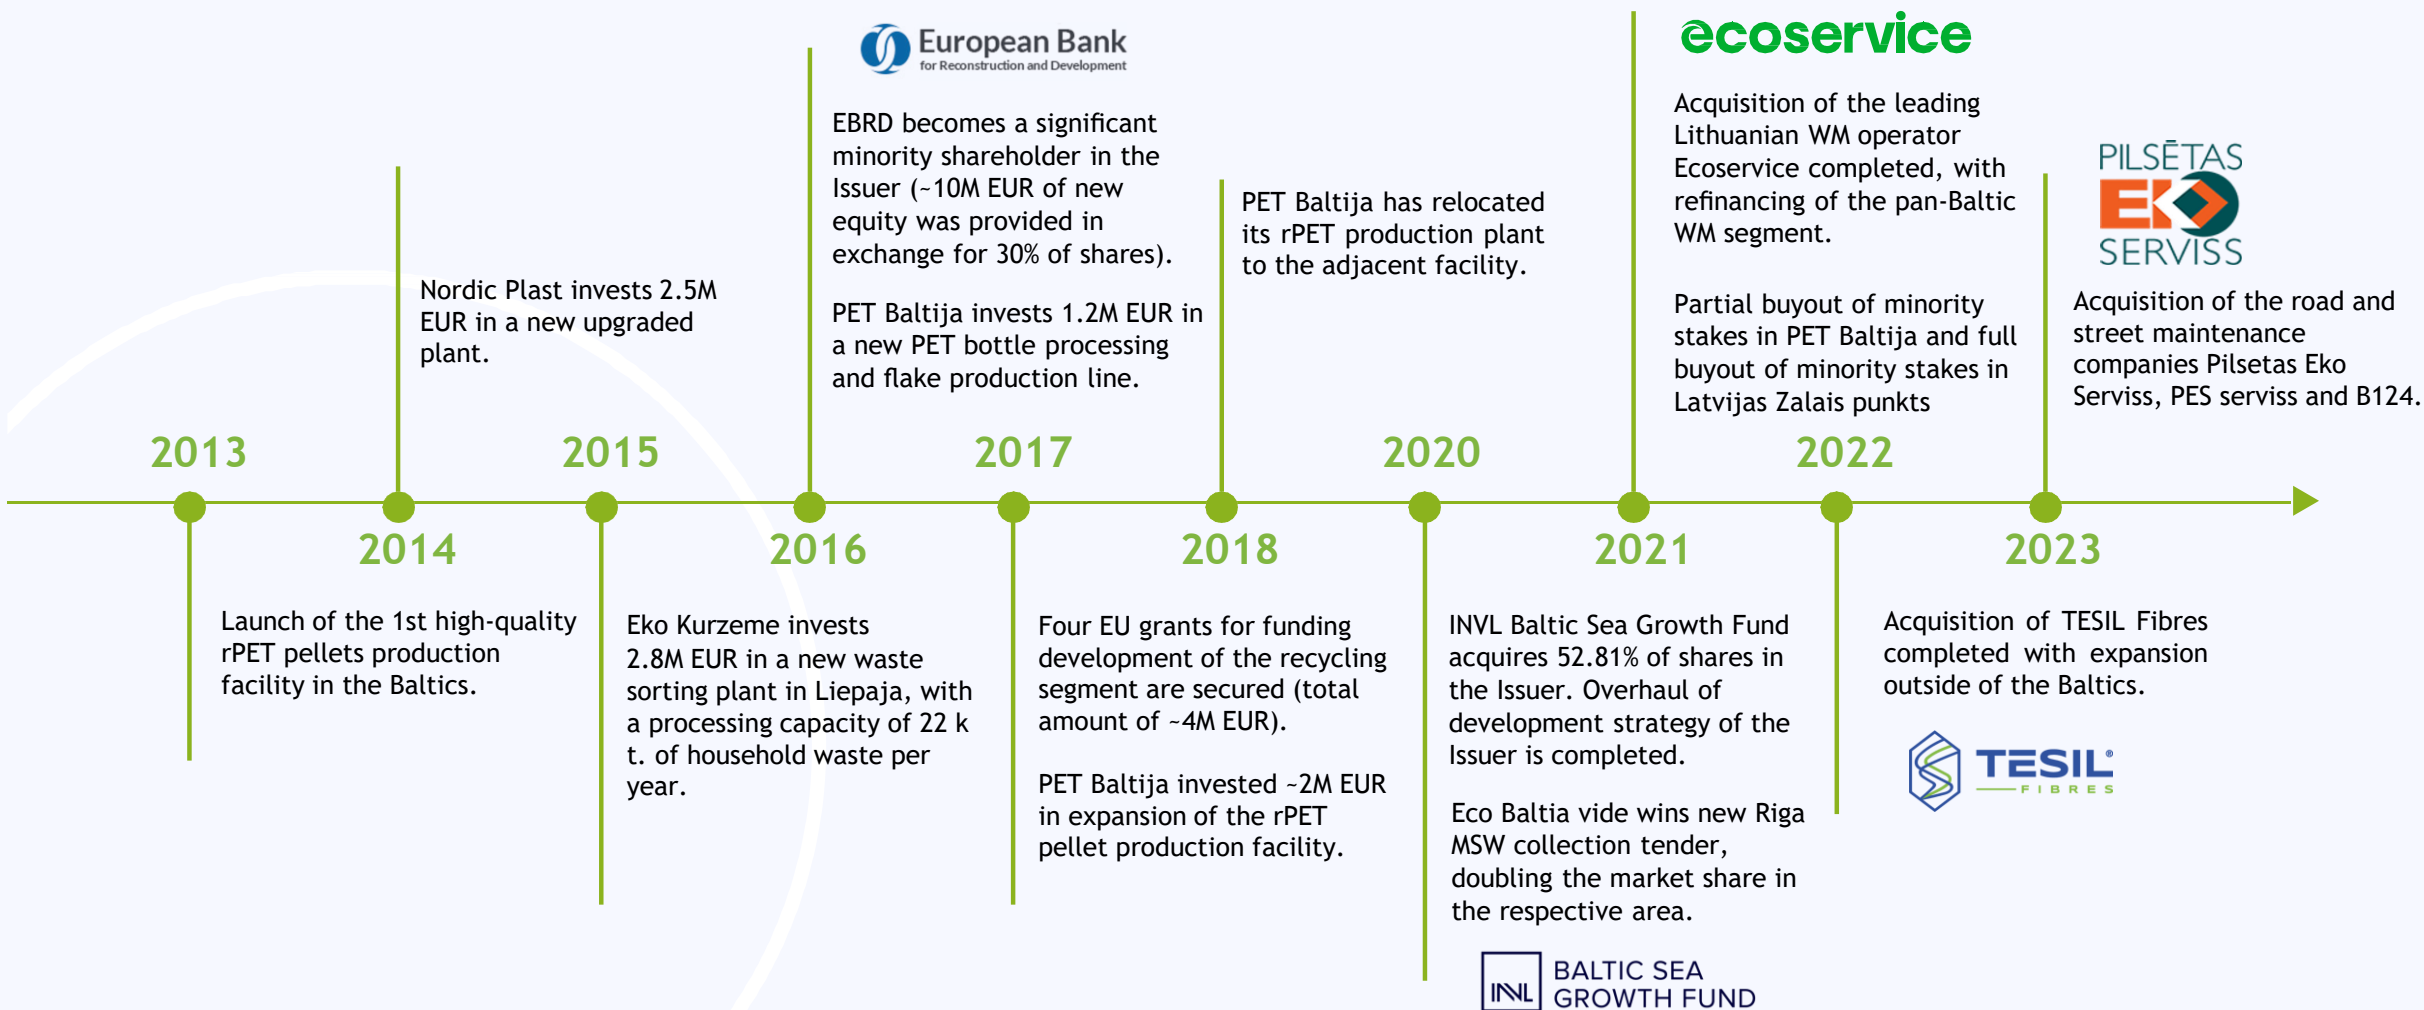 2013
Launch of the 1st high-quality
rPET pellets production
facility in the Baltics.
2014
Nordic Plast invests 2.5M
EUR in a new upgraded
plant.
2015
Eko Kurzeme invests
2.8M EUR in a new waste
sorting plant in Liepaja, with
a processing capacity of 22 k
t. of household waste per
year.
2016
European Bank
for Reconstruction and Development
EBRD becomes a significant
minority shareholder in the
Issuer (~10M EUR of new
equity was provided in
exchange for 30% of shares).
PET Baltija invests 1.2M EUR in
a new PET bottle processing
and flake production line.
2017
Four EU grants for funding
development of the recycling
segment are secured (total
amount of ~4M EUR).
PET Baltija invested ~2M EUR
in expansion of the rPET
pellet production facility.
2018
PET Baltija has relocated
its rPET production plant
to the adjacent facility.
2020
INVL Baltic Sea Growth Fund
acquires 52.81% of shares in
the Issuer. Overhaul of
development strategy of the
Issuer is completed.
Eco Baltia vide wins new Riga
MSW collection tender,
doubling the market share in
the respective area.
INVL
BALTIC SEA
GROWTH FUND
2021
ecoservice
Acquisition of the leading
Lithuanian WM operator
Ecoservice completed, with
refinancing of the pan-Baltic
WM segment.
Partial buyout of minority
stakes in PET Baltija and full
buyout of minority stakes in
Latvijas Zalais punkts
2022
Acquisition of TESIL Fibres
completed with expansion
outside of the Baltics.
TESIL®
FIBRES
2023
PILSĒTAS
EKO
SERVISS
Acquisition of the road and
street maintenance
companies Pilsetas Eko
Serviss, PES serviss and B124.